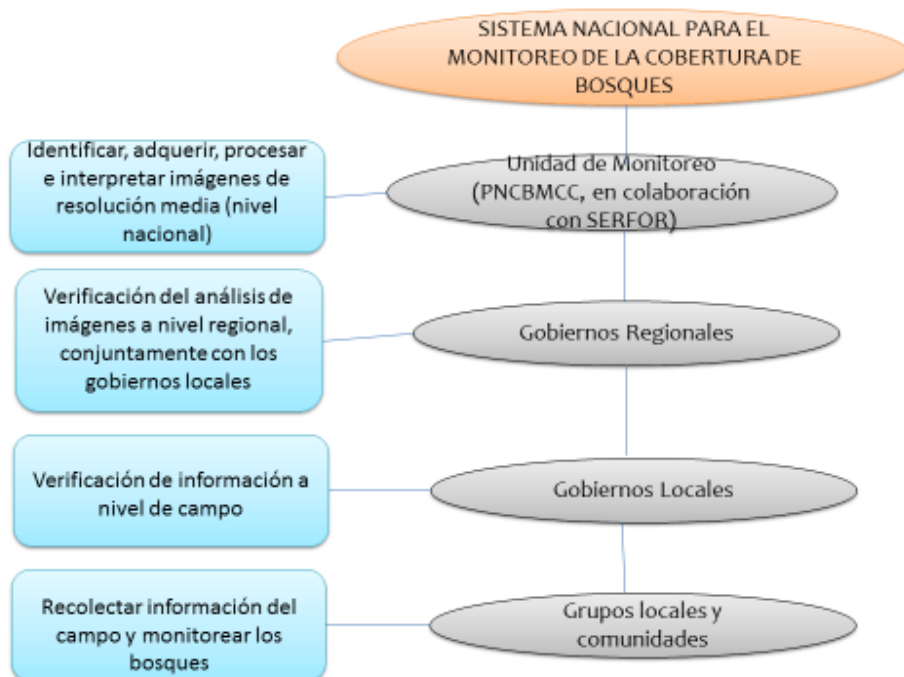 SISTEMA NACIONAL PARA EL
MONITOREO DE LA COBERTURA DE
BOSQUES
Identificar, adquerir, procesar
e interpretar imágenes de
resolución media (nivel
nacional)
Unidad de Monitoreo
(PNCBMCC, en colaboración
con SERFOR)
Verificación del análisis de
imágenes a nivel regional,
conjuntamente con los
gobiernos locales
Gobiernos Regionales
Verificación de información a
nivel de campo
Gobiernos Locales
Recolectar información del
campo y monitorear los
bosques
Grupos locales y
comunidades